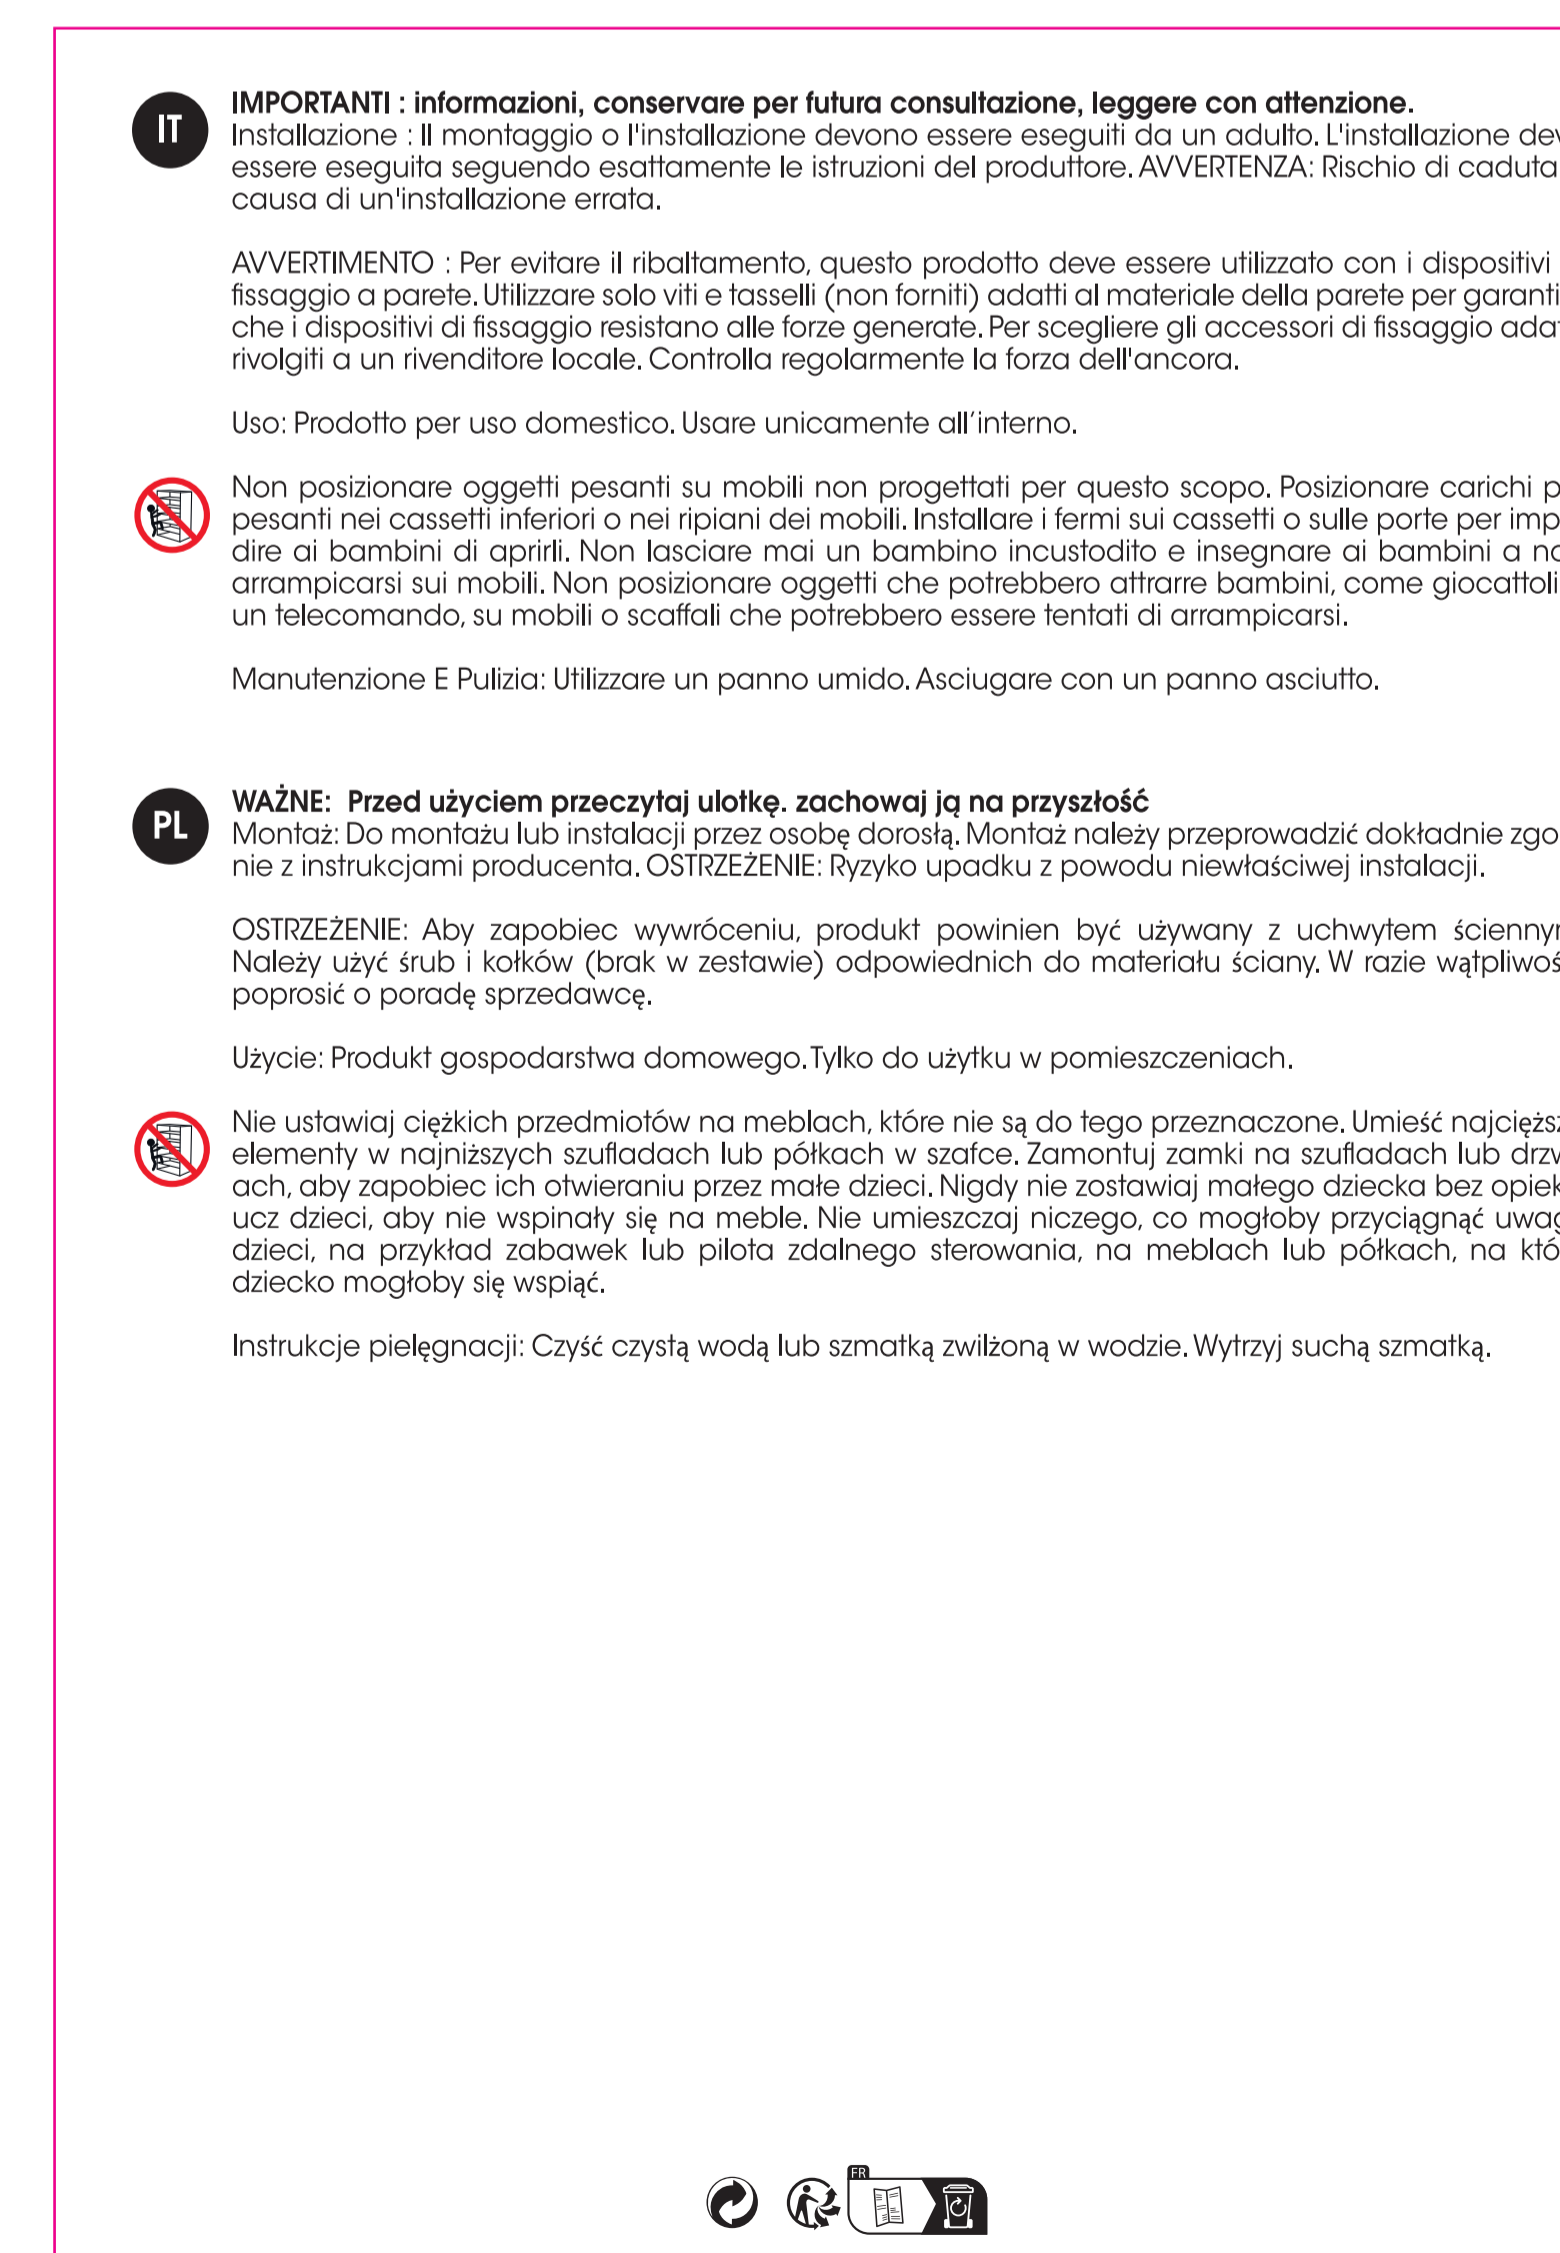 IT
IMPORTANTI : informazioni, conservare per futura consultazione, leggere con attenzione.
Installazione : Il montaggio o l'installazione devono essere eseguiti da un adulto. L'installazione
essere eseguita seguendo esattamente le istruzioni del produttore. AVVERTENZA: Rischio di caduta
causa di un'installazione errata.
AVVERTIMENTO : Per evitare il ribaltamento, questo prodotto deve essere utilizzato con i dispositivi
fissaggio a parete. Utilizzare solo viti e tasselli (non forniti) adatti al materiale della parete per
che i dispositivi di fissaggio resistano alle forze generate. Per scegliere gli accessori di fissaggio
rivolgiti a un rivenditore locale. Controlla regolarmente la forza dell'ancora.
Uso: Prodotto per uso domestico. Usare unicamente all’interno.
Non posizionare oggetti pesanti su mobili non progettati per questo scopo. Posizionare carichi
pesanti nei cassetti inferiori o nei ripiani dei mobili. Installare i fermi sui cassetti o sulle porte per
dire ai bambini di aprirli. Non lasciare mai un bambino incustodito e insegnare ai bambini a
arrampicarsi sui mobili. Non posizionare oggetti che potrebbero attrarre bambini, come giocattoli
un telecomando, su mobili o scaffali che potrebbero essere tentati di arrampicarsi.
Manutenzione E Pulizia: Utilizzare un panno umido. Asciugare con un panno asciutto.
PL
WAŻNE: Przed użyciem przeczytaj ulotkę. zachowaj ją na przyszłość
Montaż: Do montażu lub instalacji przez osobę dorosłą. Montaż należy przeprowadzić dokładnie zgo
nie z instrukcjami producenta. OSTRZEŻENIE: Ryzyko upadku z powodu niewłaściwej instalacji.
OSTRZEŻENIE: Aby zapobiec wywróceniu, produkt powinien być używany z uchwytem
Należy użyć śrub i kołków (brak w zestawie) odpowiednich do materiału ściany. W razie
poprosić o poradę sprzedawcę.
Użycie: Produkt gospodarstwa domowego. Tylko do użytku w pomieszczeniach.
Nie ustawiaj ciężkich przedmiotów na meblach, które nie są do tego przeznaczone. Umieść
elementy w najniższych szufladach lub półkach w szafce. Zamontuj zamki na szufladach lub
ach, aby zapobiec ich otwieraniu przez małe dzieci. Nigdy nie zostawiaj małego dziecka bez
ucz dzieci, aby nie wspinały się na meble. Nie umieszczaj niczego, co mogłoby przyciągnąć
dzieci, na przykład zabawek lub pilota zdalnego sterowania, na meblach lub półkach, na
dziecko mogłoby się wspiąć.
Instrukcje pielęgnacji: Czyść czystą wodą lub szmatką zwilżoną w wodzie. Wytrzyj suchą szmatką.
FR